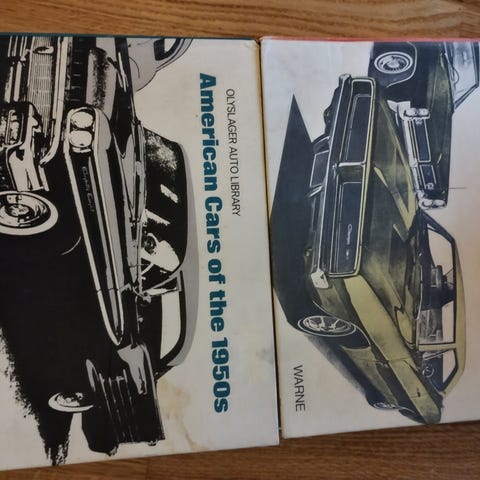 OLYSLAGER AUTO LIBRARY
American Cars of the 1950s
WARNE